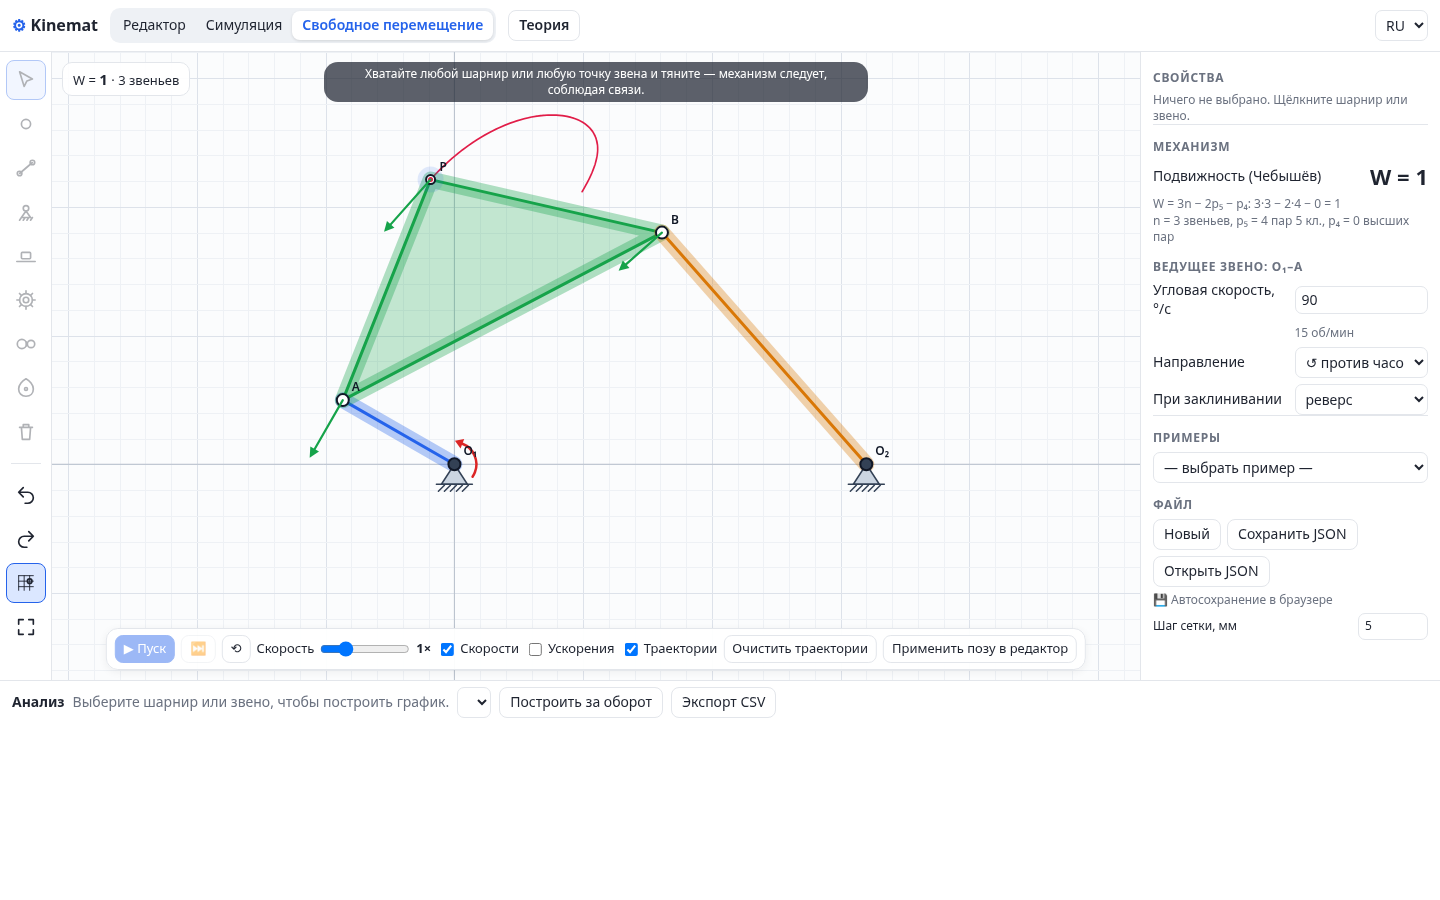 ⚙ Kinemat
Редактор
Симуляция
Свободное перемещение
Теория
RU
W = 1 · 3 звеньев
Хватайте любой шарнир или любую точку звена и тяните — механизм следует,
соблюдая связи.
P
B
A
O₁
O₂
СВОЙСТВА
Ничего не выбрано. Щёлкните шарнир или
звено.
МЕХАНИЗМ
Подвижность (Чебышёв)
W = 1
W = 3n − 2p₅ − p₄: 3·3 − 2·4 − 0 = 1
n = 3 звеньев, p₅ = 4 пар 5 кл., p₄ = 0 высших
пар
ВЕДУЩЕЕ ЗВЕНО: O₁–A
Угловая скорость,
°/с
90
15 об/мин
Направление
↺ против часо
При заклинивании
реверс
ПРИМЕРЫ
— выбрать пример —
ФАЙЛ
Новый
Сохранить JSON
Открыть JSON
💾 Автосохранение в браузере
Шаг сетки, мм
5
▶ Пуск
Скорость
1×
Скорости
Ускорения
Траектории
Очистить траектории
Применить позу в редактор
Анализ
Выберите шарнир или звено, чтобы построить график.
Построить за оборот
Экспорт CSV